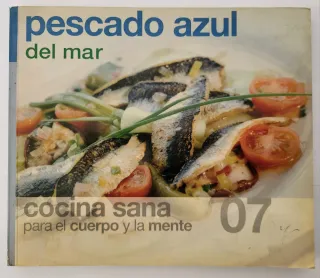 pescado azul
del mar
cocina sana
para el cuerpo y la mente
07